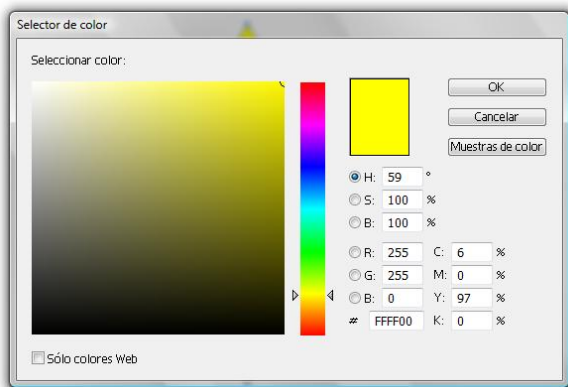 Selector de color
Seleccionar color:
OK
Cancelar
Muestras de color
H: 59 °
S: 100 %
B: 100 %
R: 255 C: 6 %
G: 255 M: 0 %
B: 0 Y: 97 %
# FFFF00 K: 0 %
Sólo colores Web